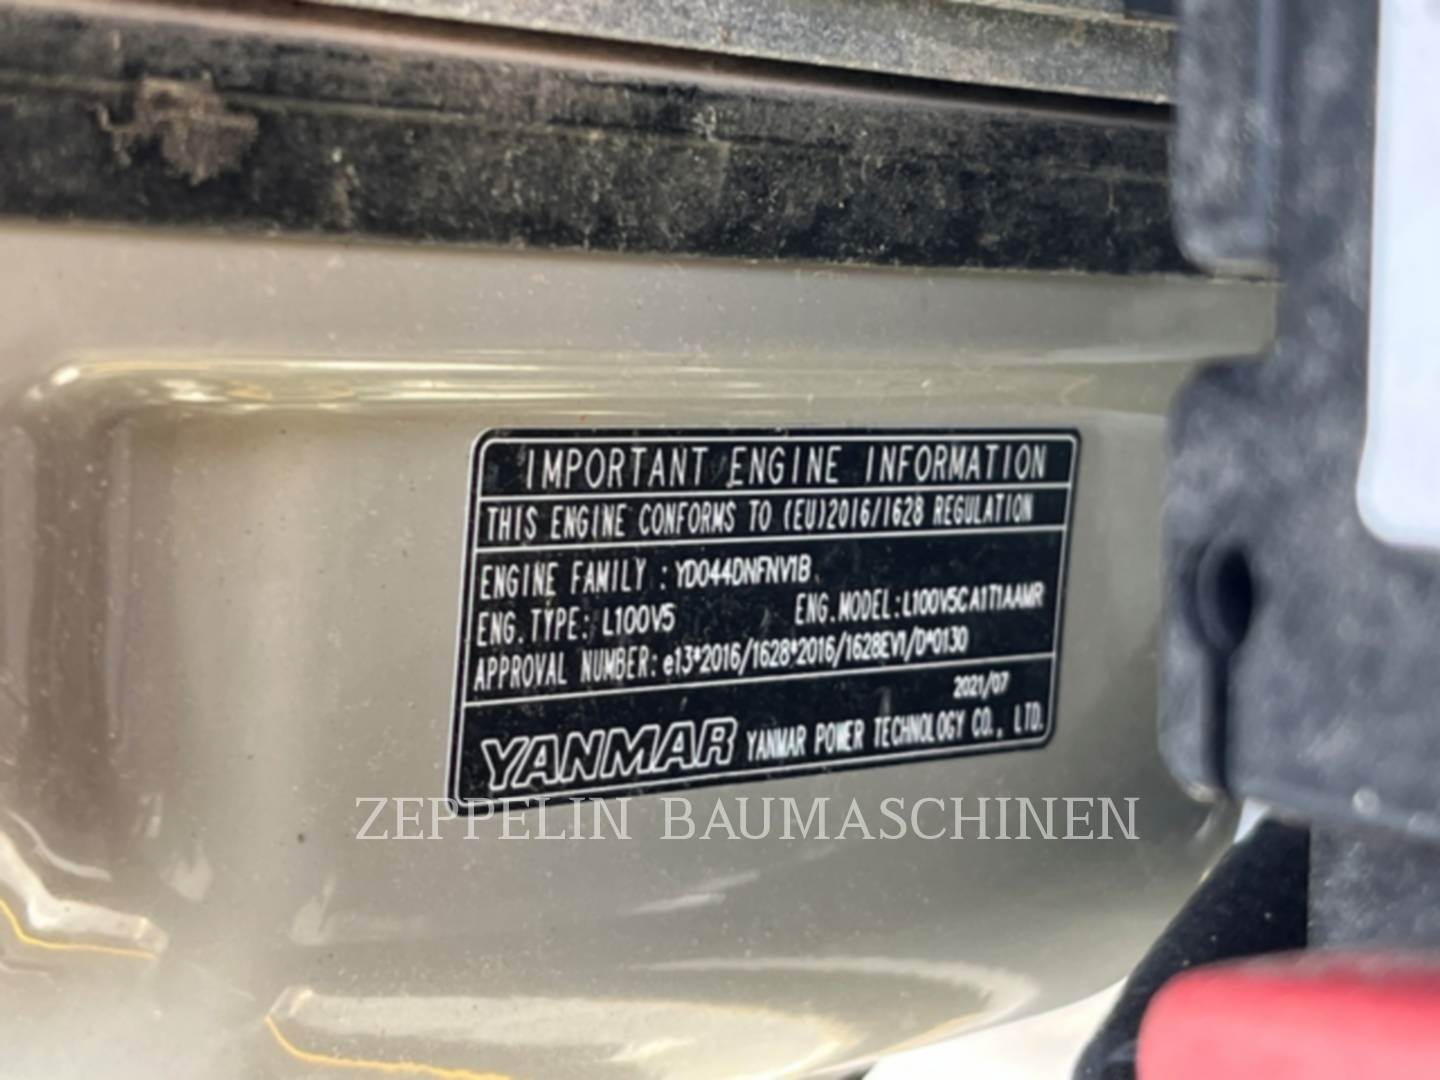 IMPORTANT ENGINE INFORMATION
THIS ENGINE CONFORMS TO (EU)2016/1628 REGULATION
ENGINE FAMILY : YDO44DNFNV1B
ENG. TYPE: L100V5 ENG. MODEL: L100V5CA1T1AAMR
APPROVAL NUMBER: e13*2016/1628*2016/1628EV1/D*0130
2021/07
YANMAR YANMAR POWER TECHNOLOGY CO., LTD.
ZEPPELIN BAUMASCHINEN